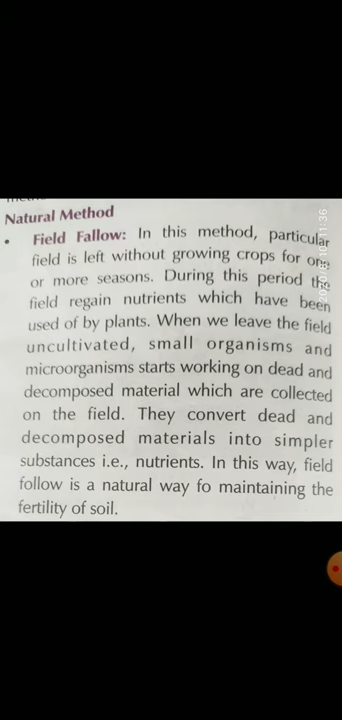 Natural Method
• Field Fallow: In this method, particular
field is left without growing crops for one
or more seasons. During this period the
field regain nutrients which have been
used of by plants. When we leave the field
uncultivated, small organisms and
microorganisms starts working on dead and
decomposed material which are collected
on the field. They convert dead and
decomposed materials into simpler
substances i.e., nutrients. In this way, field
follow is a natural way fo maintaining the
fertility of soil.